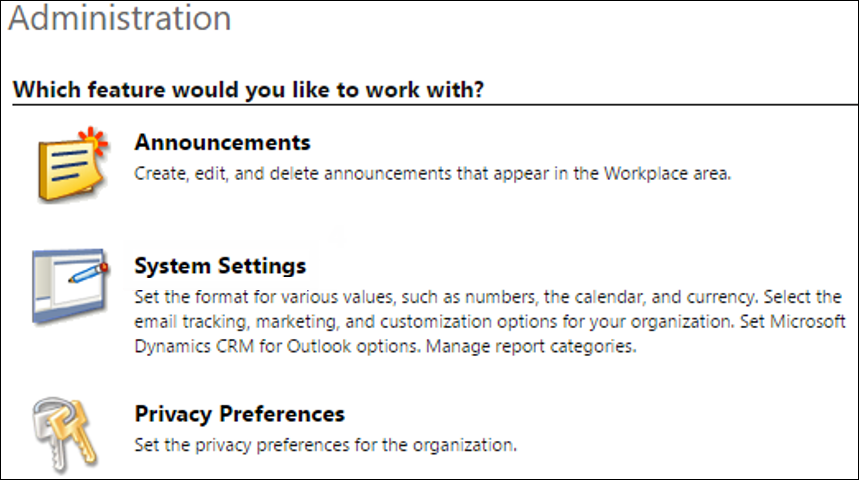 Administration
Which feature would you like to work with?
Announcements
Create, edit, and delete announcements that appear in the Workplace area.
System Settings
Set the format for various values, such as numbers, the calendar, and currency. Select the
email tracking, marketing, and customization options for your organization. Set Microsoft
Dynamics CRM for Outlook options. Manage report categories.
Privacy Preferences
Set the privacy preferences for the organization.